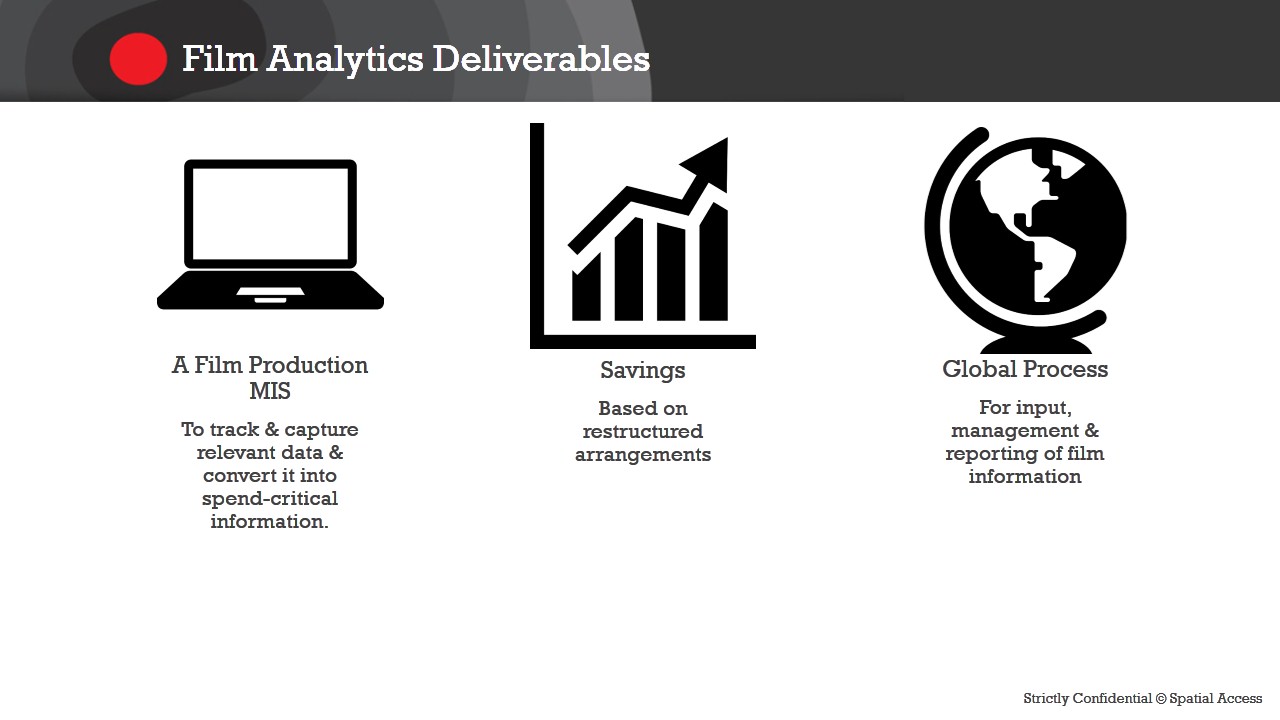 Film Analytics Deliverables
A Film Production
MIS
To track & capture
relevant data &
convert it into
spend-critical
information.
Savings
Based on
restructured
arrangements
Global Process
For input,
management &
reporting of film
information
Strictly Confidential © Spatial Access